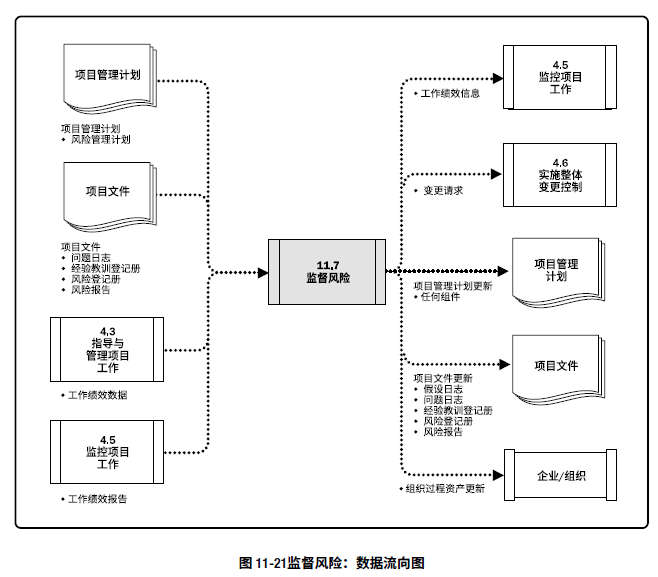 项目管理计划
项目管理计划
• 风险管理计划
项目文件
项目文件
• 问题日志
• 经验教训登记册
• 风险登记册
• 风险报告
4.3
指导与
管理项目
工作
• 工作绩效数据
4.5
监控项目
工作
• 工作绩效报告
11.7
监督风险
4.5
监控项目
工作
• 工作绩效信息
4.6
实施整体
变更控制
• 变更请求
项目管理
计划
项目管理计划更新
• 任何组件
项目文件
项目文件更新
• 假设日志
• 问题日志
• 经验教训登记册
• 风险登记册
• 风险报告
企业/组织
• 组织过程资产更新
图 11-21监督风险：数据流向图